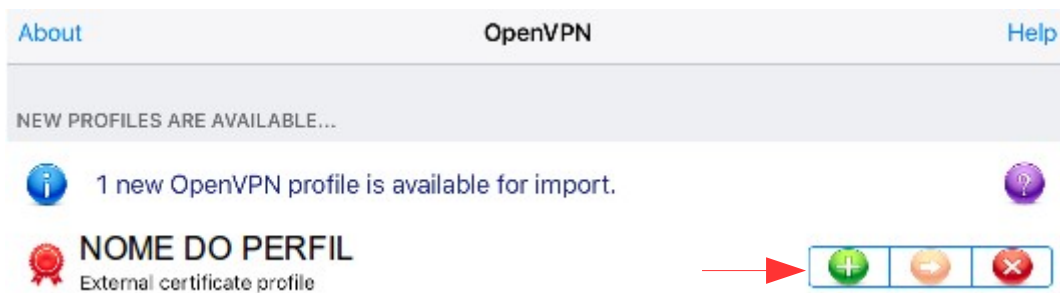 About OpenVPN Help
NEW PROFILES ARE AVAILABLE...
1 new OpenVPN profile is available for import.
NOME DO PERFIL
External certificate profile